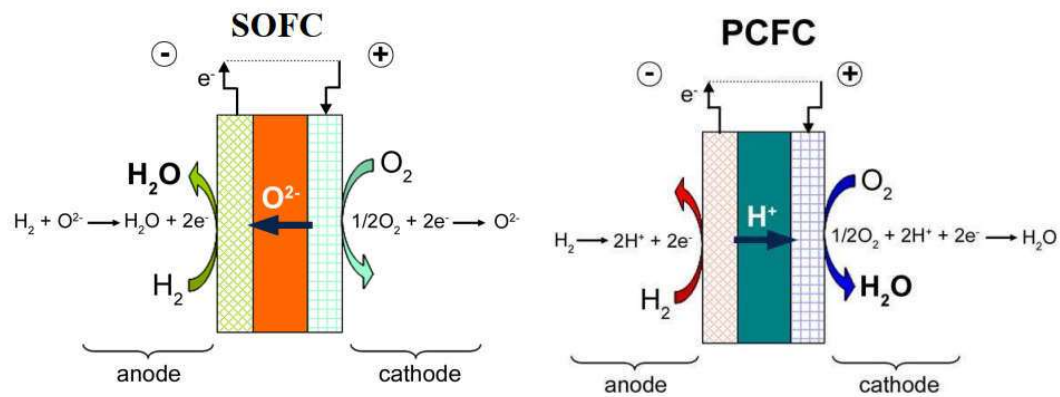 SOFC
- +
e-
H₂O
O₂
O²⁻
H₂ + O²⁻ → H₂O + 2e⁻
1/2O₂ + 2e⁻ → O²⁻
H₂
anode
cathode
PCFC
- +
e-
O₂
H⁺
H₂ → 2H⁺ + 2e⁻
1/2O₂ + 2H⁺ + 2e⁻ → H₂O
H₂
H₂O
anode
cathode